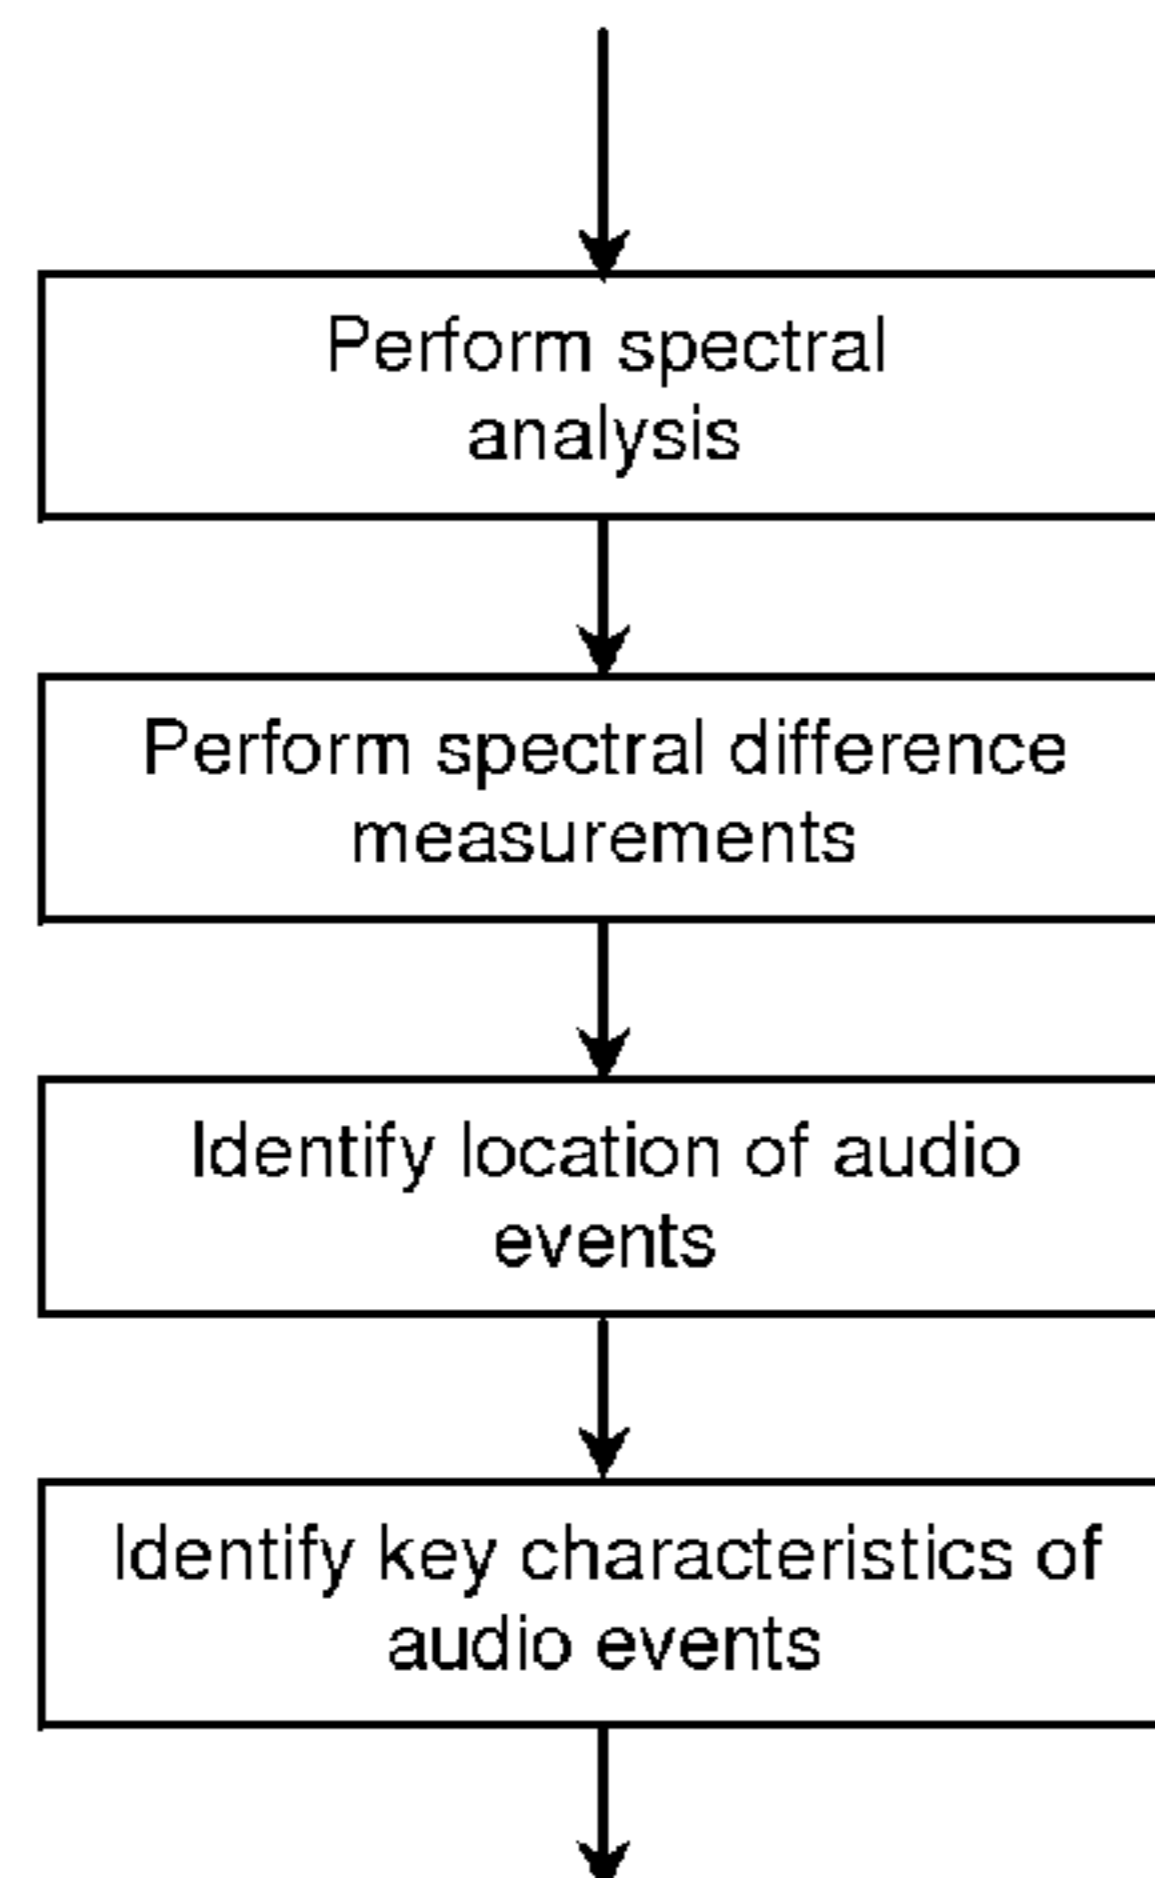 Perform spectral
analysis
Perform spectral difference
measurements
Identify location of audio
events
Identify key characteristics of
audio events